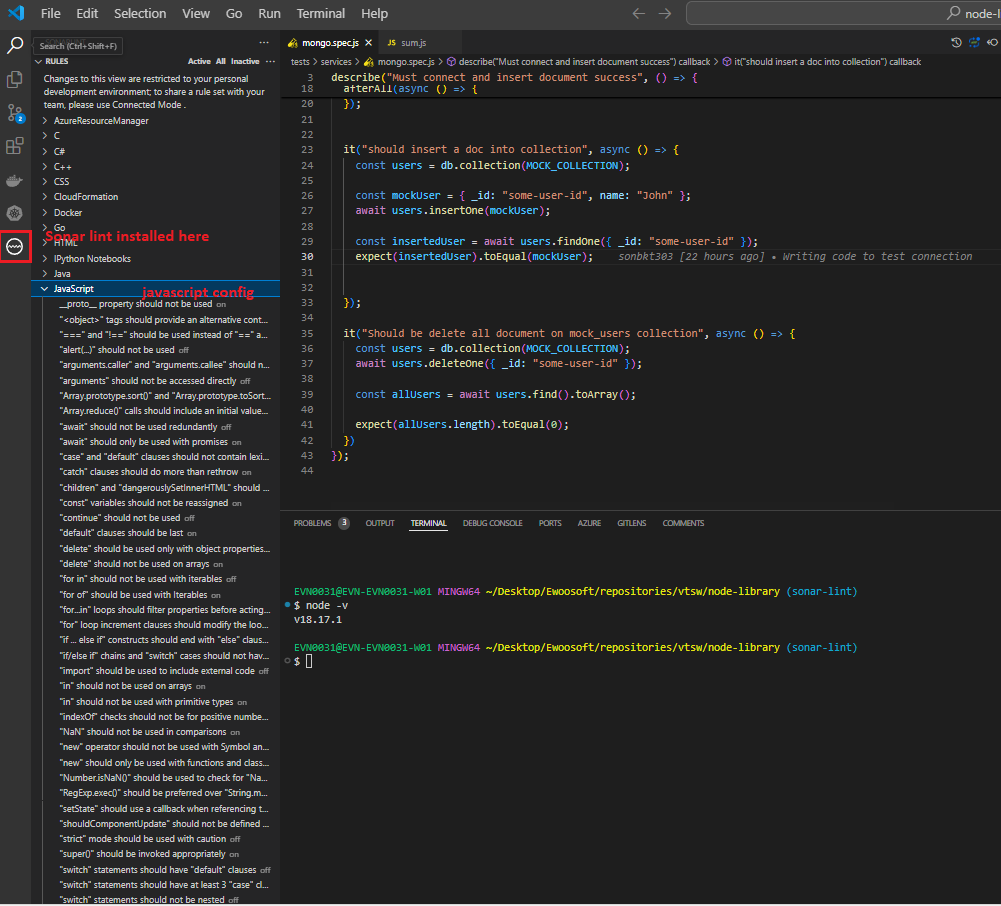 File Edit Selection View Go Run Terminal Help
node-l
Search (Ctrl+Shift+F)
RULES Active All Inactive
Changes to this view are restricted to your personal
development environment; to share a rule set with your
team, please use Connected Mode .
AzureResourceManager
C
C#
C++
CSS
CloudFormation
Docker
Go
Sonar lint installed here
HTML
IPython Notebooks
Java
JavaScript
javascript config
__proto__ property should not be used on
"<object>" tags should provide an alternative cont...
"===" and "!==" should be used instead of "==" a...
"alert(...)" should not be used off
"arguments.caller" and "arguments.callee" should n...
"arguments" should not be accessed directly off
"Array.prototype.sort()" and "Array.prototype.toSort...
"Array.reduce()" calls should include an initial value...
"await" should not be used redundantly off
"await" should only be used with promises on
"case" and "default" clauses should not contain lexi...
"catch" clauses should do more than rethrow on
"children" and "dangerouslySetInnerHTML" should ...
"const" variables should not be reassigned on
"continue" should not be used off
"default" clauses should be last on
"delete" should be used only with object properties...
"delete" should not be used on arrays on
"for in" should not be used with iterables off
"for of" should be used with Iterables on
"for...in" loops should filter properties before acting...
"for" loop increment clauses should modify the loo...
"if ... else if" constructs should end with "else" claus...
"if/else if" chains and "switch" cases should not hav...
"import" should be used to include external code off
"in" should not be used on arrays on
"in" should not be used with primitive types on
"indexOf" checks should not be for positive numbe...
"NaN" should not be used in comparisons on
"new" operator should not be used with Symbol an...
"new" should only be used with functions and class...
"Number.isNaN()" should be used to check for "Na...
"RegExp.exec()" should be preferred over "String.m...
"setState" should use a callback when referencing t...
"shouldComponentUpdate" should not be defined ...
"strict" mode should be used with caution off
"super()" should be invoked appropriately on
"switch" statements should have "default" clauses off
"switch" statements should have at least 3 "case" cl...
"switch" statements should not be nested off
2
mongo.spec.js JS sum.js
tests > services > mongo.spec.js > describe("Must connect and insert document success") callback > it("should insert a doc into collection") callback
3 describe("Must connect and insert document success", () => {
18 afterAll(async () => {
20 });
21
22
23 it("should insert a doc into collection", async () => {
24 const users = db.collection(MOCK_COLLECTION);
25
26 const mockUser = { _id: "some-user-id", name: "John" };
27 await users.insertOne(mockUser);
28
29 const insertedUser = await users.findOne({ _id: "some-user-id" });
30 expect(insertedUser).toEqual(mockUser); sonbkt303 [22 hours ago] • Writing code to test connection
31
32
33 });
34
35 it("Should be delete all document on mock_users collection", async () => {
36 const users = db.collection(MOCK_COLLECTION);
37 await users.deleteOne({ _id: "some-user-id" });
38
39 const allUsers = await users.find().toArray();
40
41 expect(allUsers.length).toEqual(0);
42 })
43 });
44
PROBLEMS 3 OUTPUT TERMINAL DEBUG CONSOLE PORTS AZURE GITLENS COMMENTS
EVN0031@EVN-EVN0031-W01 MINGW64 ~/Desktop/Ewoosoft/repositories/vtsw/node-library (sonar-lint)
$ node -v
v18.17.1
EVN0031@EVN-EVN0031-W01 MINGW64 ~/Desktop/Ewoosoft/repositories/vtsw/node-library (sonar-lint)
$